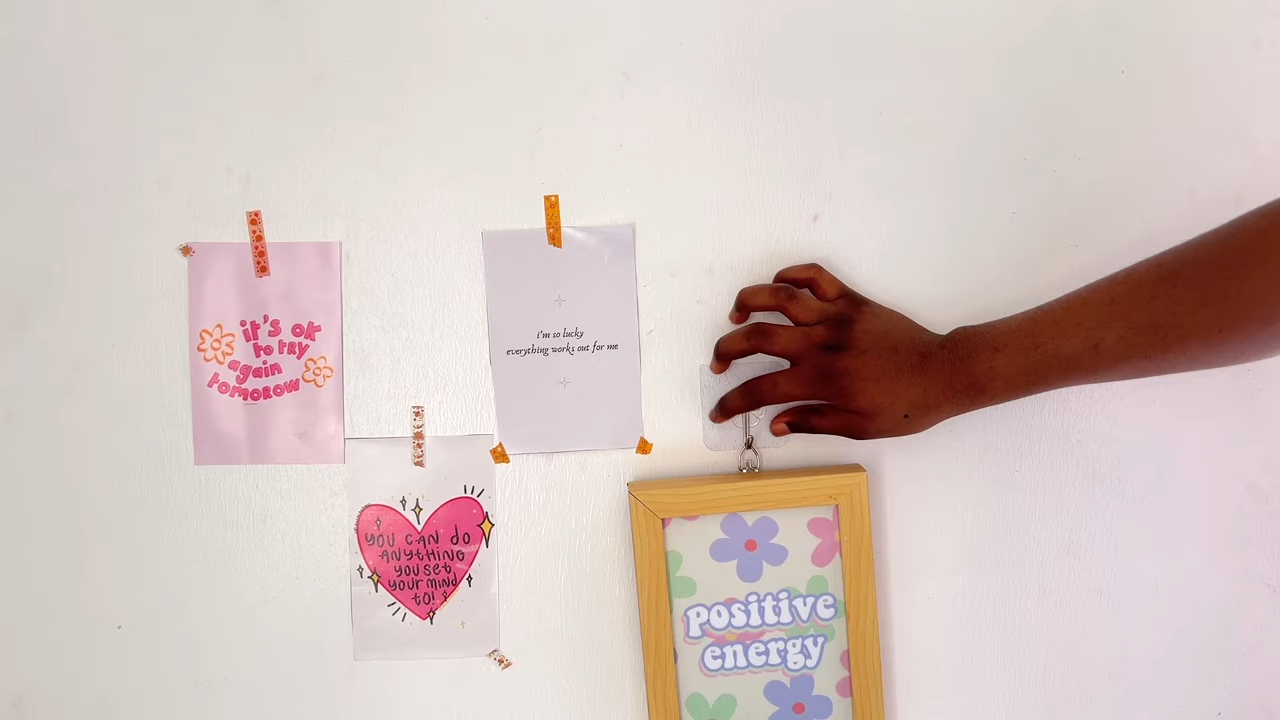 it's ok
to try
again
tomorow
i'm so lucky
everything works out for me
YOU CAN do
ANYTHING
YOU SET
YOUR MIND
TO!
positive
energy